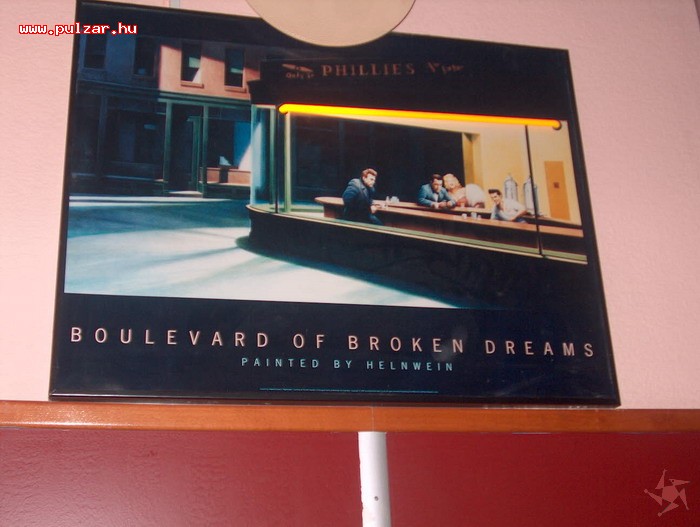 www.pulzar.hu
PHILLIES
BOULEVARD OF BROKEN DREAMS
PAINTED BY HELNWEIN